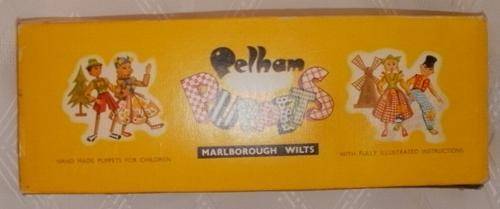 Pelham
PUPPETS
MARLBOROUGH WILTS
HAND MADE PUPPETS FOR CHILDREN
WITH FULLY ILLUSTRATED INSTRUCTIONS